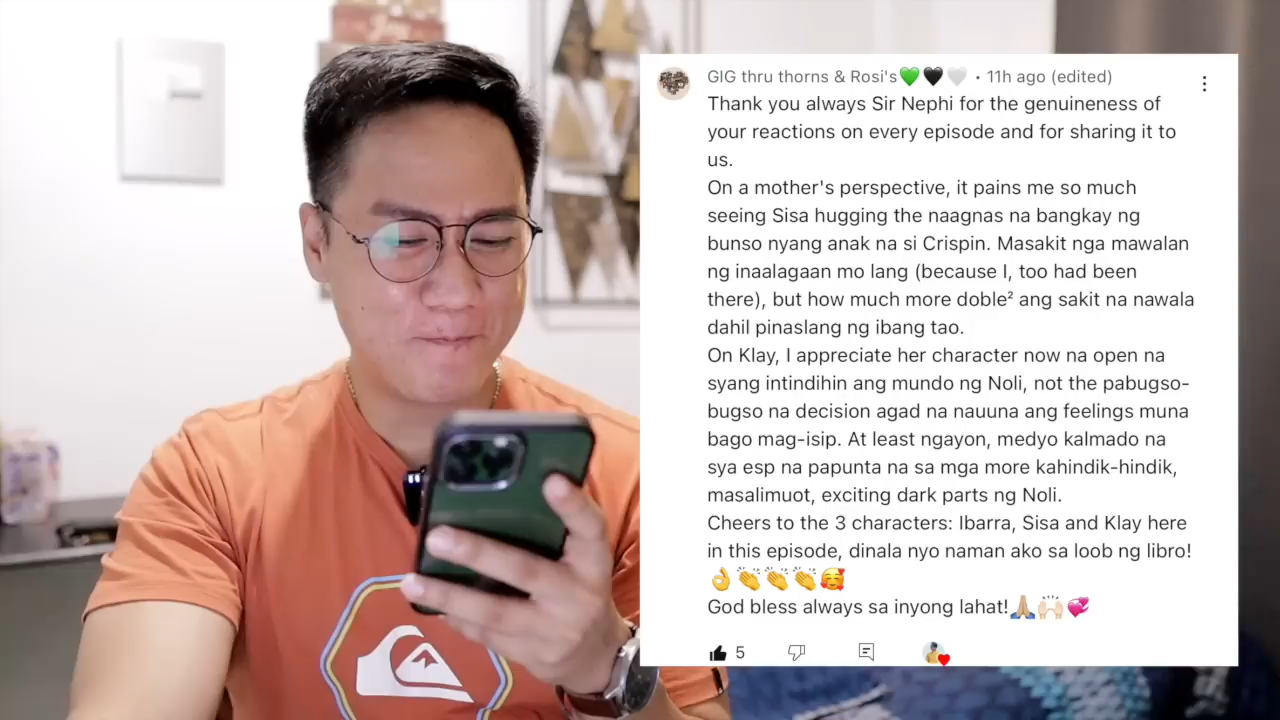 GIG thru thorns & Rosi's💚🖤🤍 • 11h ago (edited)
Thank you always Sir Nephi for the genuineness of
your reactions on every episode and for sharing it to
us.
On a mother's perspective, it pains me so much
seeing Sisa hugging the naagnas na bangkay ng
bunso nyang anak na si Crispin. Masakit nga mawalan
ng inaalagaan mo lang (because I, too had been
there), but how much more doble² ang sakit na nawala
dahil pinaslang ng ibang tao.
On Klay, I appreciate her character now na open na
syang intindihin ang mundo ng Noli, not the pabugso-
bugso na decision agad na nauuna ang feelings muna
bago mag-isip. At least ngayon, medyo kalmado na
sya esp na papunta na sa mga more kahindik-hindik,
masalimuot, exciting dark parts ng Noli.
Cheers to the 3 characters: Ibarra, Sisa and Klay here
in this episode, dinala nyo naman ako sa loob ng libro!
👌👏👏👏🥰
God bless always sa inyong lahat!🙏🏽🙌🏻💞
5